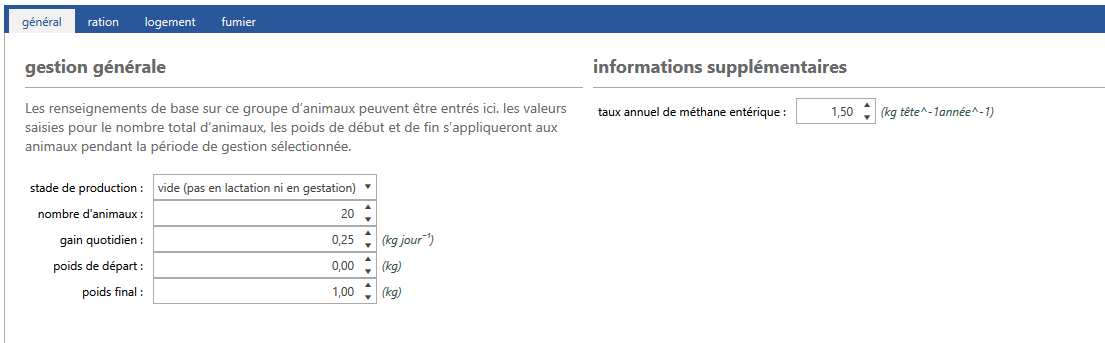 général ration logement fumier
gestion générale
Les renseignements de base sur ce groupe d'animaux peuvent être entrés ici. les valeurs
saisies pour le nombre total d'animaux, les poids de début et de fin s'appliqueront aux
animaux pendant la période de gestion sélectionnée.
stade de production : vide (pas en lactation ni en gestation)
nombre d'animaux : 20
gain quotidien : 0,25 (kg jour⁻¹)
poids de départ : 0,00 (kg)
poids final : 1,00 (kg)
informations supplémentaires
taux annuel de méthane entérique : 1,50 (kg tête^-1année^-1)